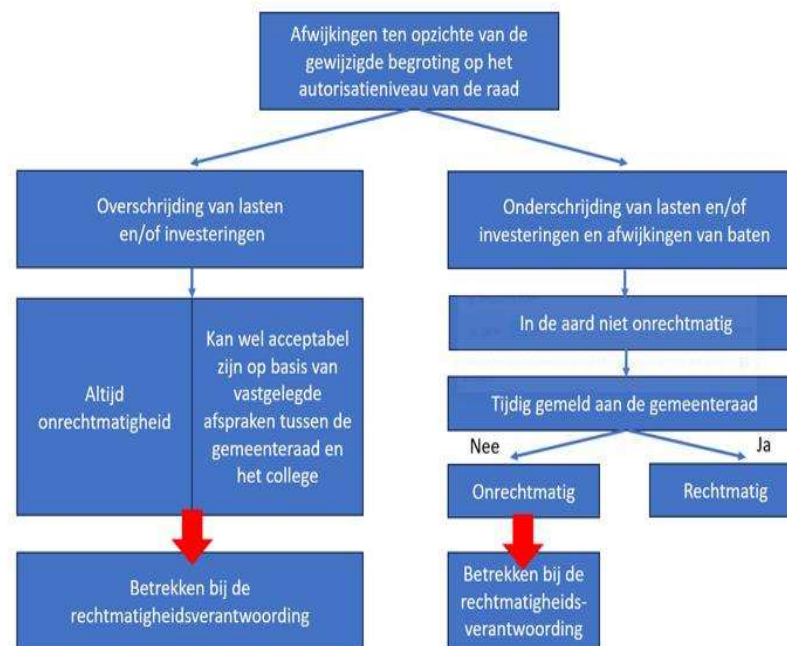 Afwijkingen ten opzichte van de
gewijzigde begroting op het
autorisatieniveau van de raad
Overschrijding van lasten
en/of investeringen
Onderschrijding van lasten en/of
investeringen en afwijkingen van baten
Altijd
onrechtmatigheid
Kan wel acceptabel
zijn op basis van
vastgelegde
afspraken tussen de
gemeenteraad en
het college
In de aard niet onrechtmatig
Tijdig gemeld aan de gemeenteraad
Nee
Ja
Onrechtmatig
Rechtmatig
Betrekken bij de
rechtmatigheidsverantwoording
Betrekken bij de
rechtmatigheids-
verantwoording